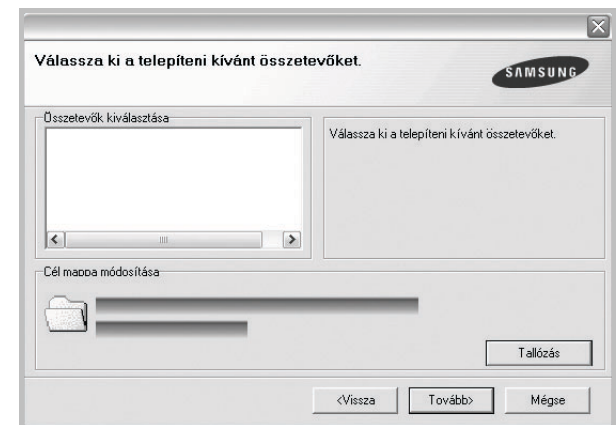 Válassza ki a telepíteni kívánt összetevőket.
SAMSUNG
Összetevők kiválasztása
Válassza ki a telepíteni kívánt összetevőket.
Cél mappa módosítása
Tallózás
<Vissza
Tovább>
Mégse